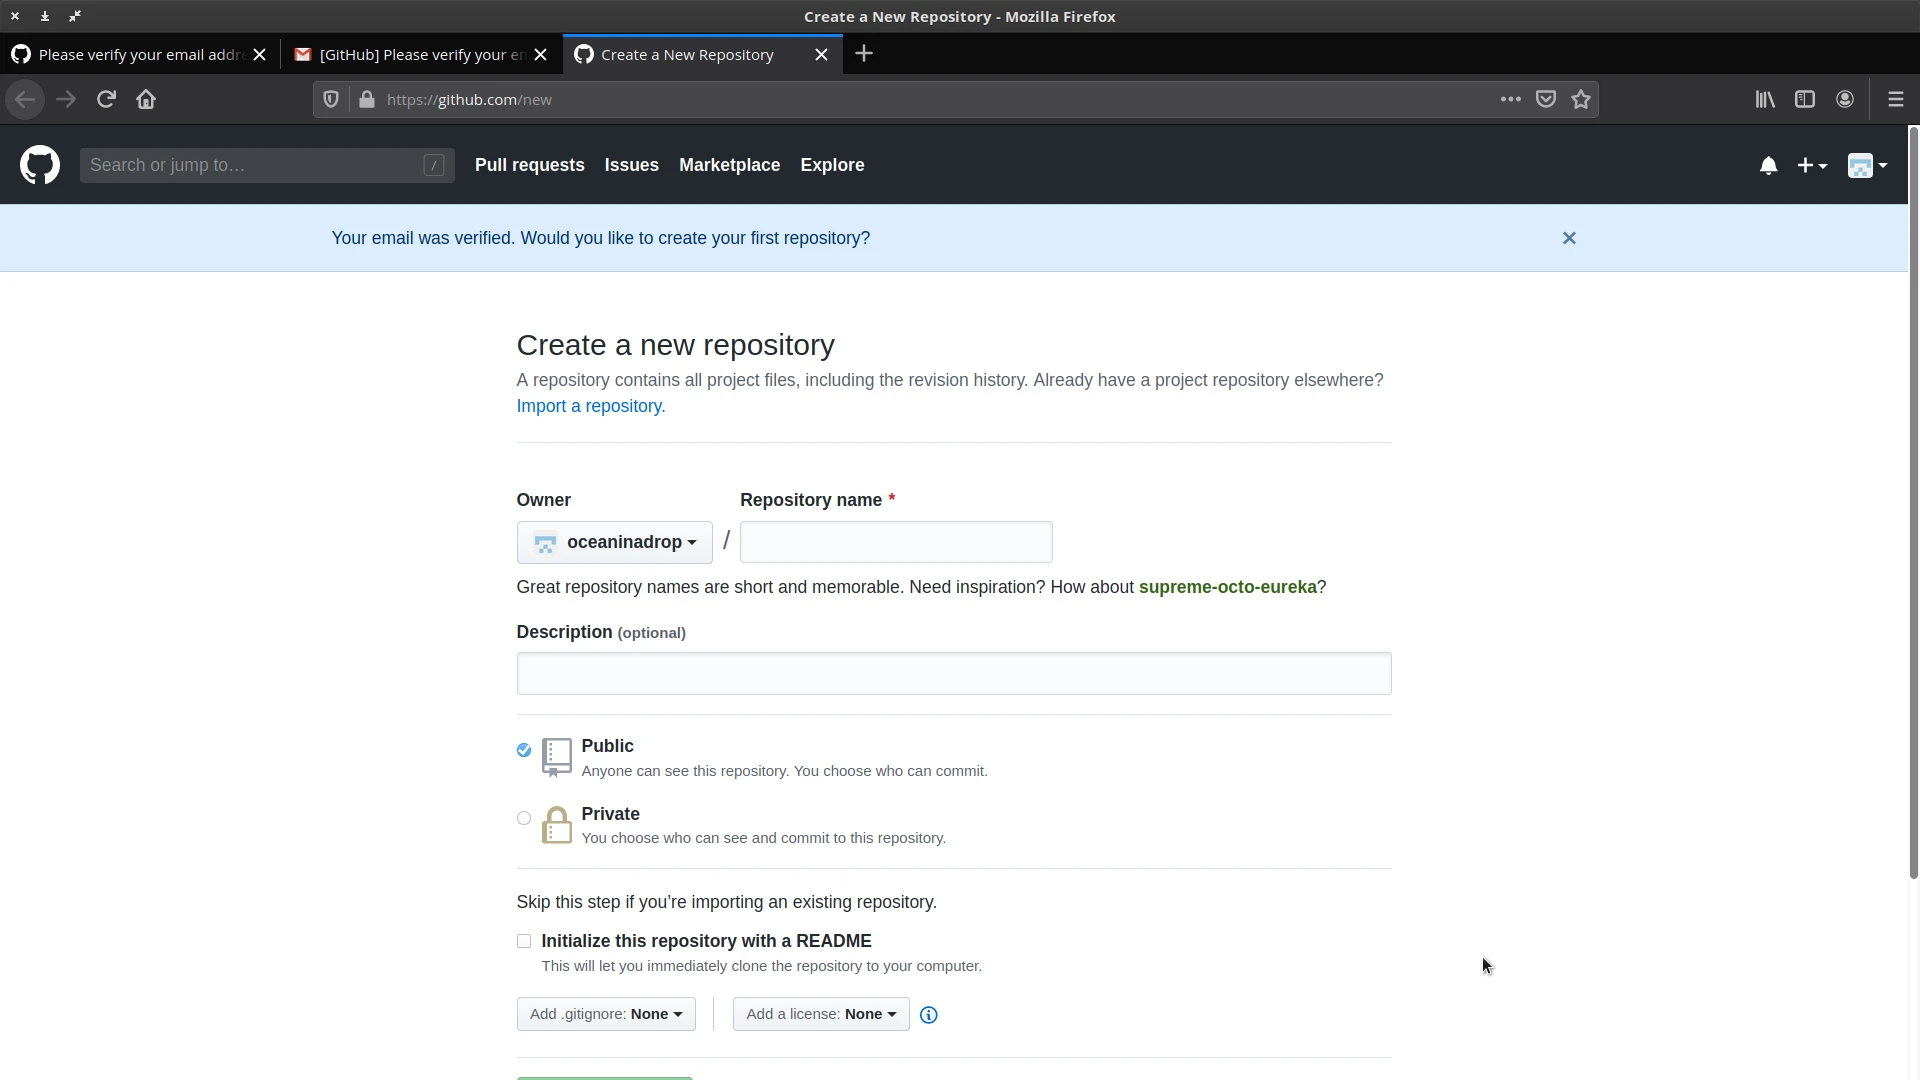 Create a New Repository - Mozilla Firefox
Please verify your email addre
[GitHub] Please verify your en
Create a New Repository
https://github.com/new
Search or jump to…
/
Pull requests
Issues
Marketplace
Explore
Your email was verified. Would you like to create your first repository?
Create a new repository
A repository contains all project files, including the revision history. Already have a project repository elsewhere?
Import a repository.
Owner
Repository name *
oceaninadrop
/
Great repository names are short and memorable. Need inspiration? How about supreme-octo-eureka?
Description (optional)
Public
Anyone can see this repository. You choose who can commit.
Private
You choose who can see and commit to this repository.
Skip this step if you’re importing an existing repository.
Initialize this repository with a README
This will let you immediately clone the repository to your computer.
Add .gitignore: None
Add a license: None